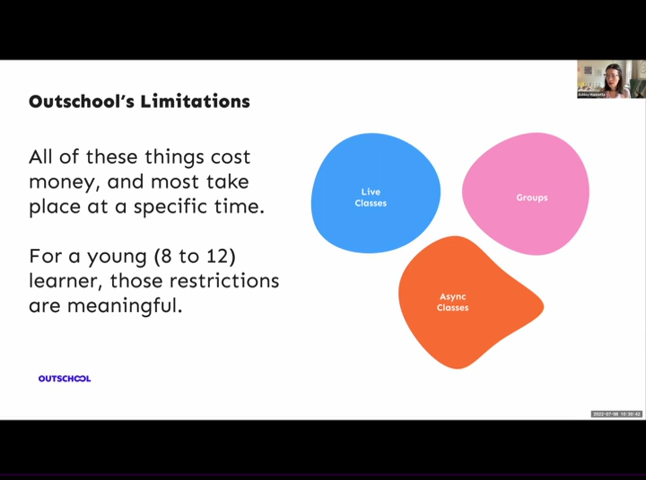 Outschool's Limitations
All of these things cost
money, and most take
place at a specific time.
For a young (8 to 12)
learner, those restrictions
are meaningful.
Live
Classes
Groups
Async
Classes
OUTSCHOOL